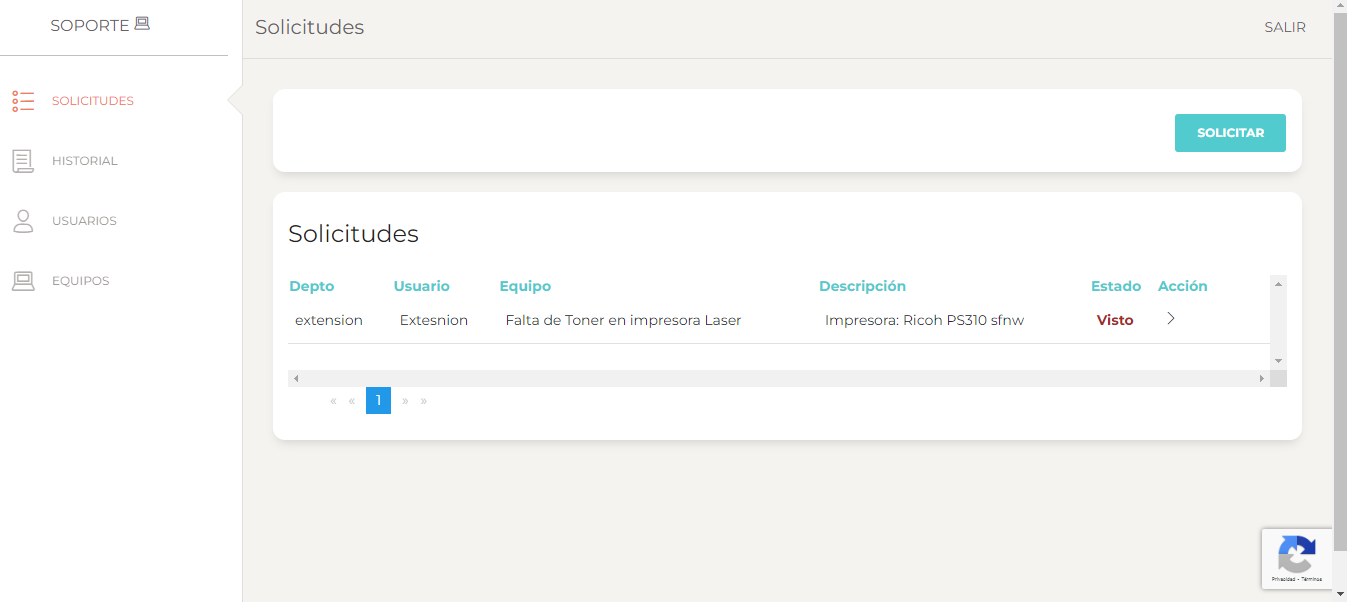 SOPORTE
Solicitudes
SALIR
SOLICITUDES
HISTORIAL
USUARIOS
EQUIPOS
SOLICITAR
Solicitudes
Depto Usuario Equipo Descripción Estado Acción
extension Extesnion Falta de Toner en impresora Laser Impresora: Ricoh PS310 sfnw Visto
« « 1 » »
Privacidad - Términos